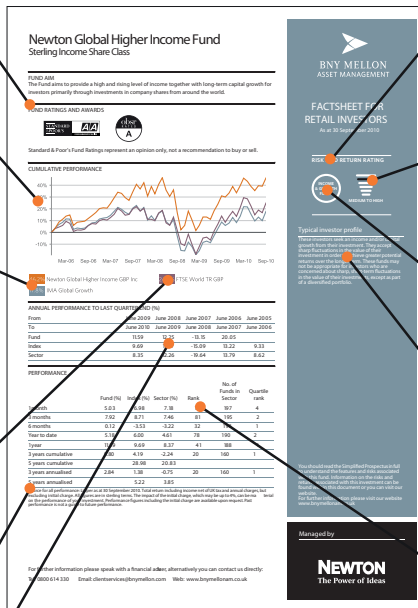 Newton Global Higher Income Fund
Sterling Income Share Class
FUND AIM
The Fund aims to provide a high and rising level of income together with long-term capital growth for
investors primarily through investments in company shares from around the world.
FUND RATINGS AND AWARDS
STANDARD
&POOR'S
AA
OBSR
A
Standard & Poor's Fund Ratings represent an opinion only, not a recommendation to buy or sell.
CUMULATIVE PERFORMANCE
40%
30%
20%
10%
0%
-10%
Mar-06 Sep-06 Mar-07 Sep-07 Mar-08 Sep-08 Mar-09 Sep-09 Mar-10 Sep-10
Newton Global Higher Income GBP Inc
FTSE World TR GBP
IMA Global Growth
ANNUAL PERFORMANCE TO LAST QUARTER END (%)
From June 2009 June 2008 June 2007 June 2006 June 2005
To June 2010 June 2009 June 2008 June 2007 June 2006
Fund 11.59 -13.15 20.05
Index 9.69 -15.09 13.22 9.33
Sector 8.35 -19.64 13.79 8.62
PERFORMANCE
Fund (%) Index (%) Sector (%) Rank No. of Funds in Sector Quartile rank
1 month 5.03 6.98 7.18 197 4
3 months 7.92 8.71 7.46 81 195 2
6 months 0.12 -3.53 -3.22 32 1
Year to date 6.00 4.61 78 190 2
1 year 9.69 8.37 41 188
3 years cumulative 4.19 -2.24 20 160 1
5 years cumulative 28.98 20.83
3 years annualised 2.84 1.38 -0.75 20 160 1
5 years annualised 5.22 3.85
For further information please speak with a financial adviser, alternatively you can contact us directly:
Tel: 0800 614 330 Email: clientservices@bnymellon.com Web: www.bnymellonam.co.uk
BNY MELLON
ASSET MANAGEMENT
FACTSHEET FOR
RETAIL INVESTORS
As at 30 September 2010
RISK AND RETURN RATING
INCOME
MEDIUM TO HIGH
Typical investor profile
Managed by
NEWTON
The Power of Ideas